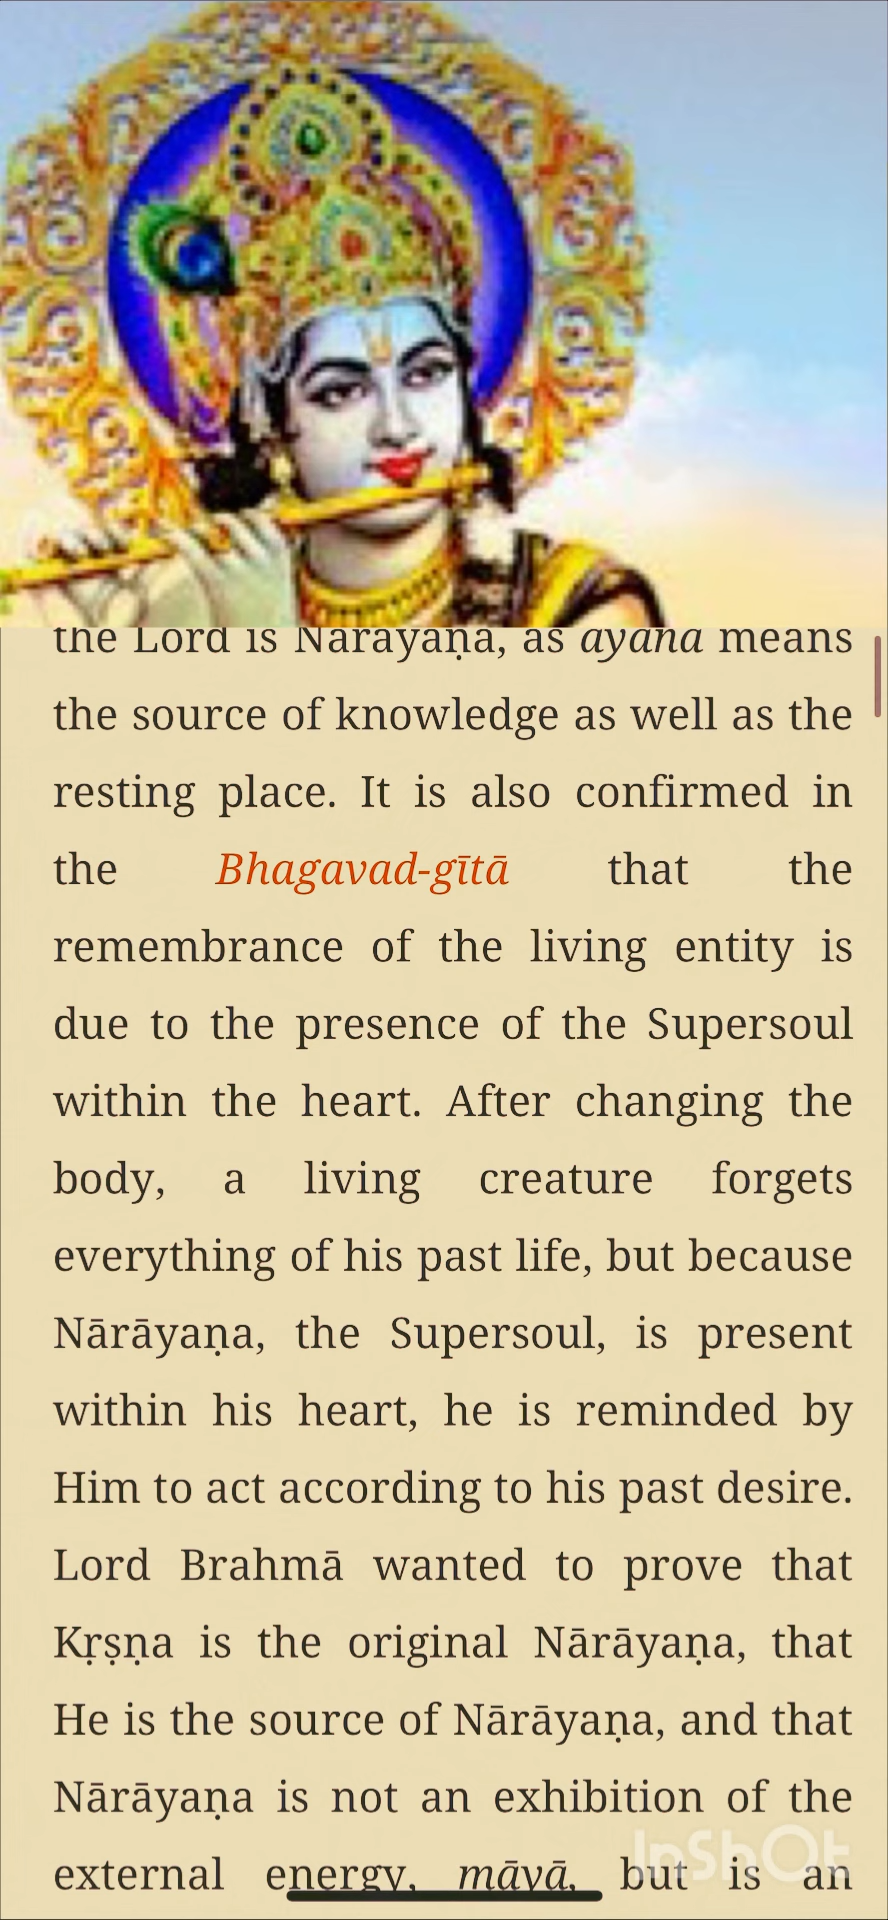 the Lord is Nārāyaṇa, as ayana means
the source of knowledge as well as the
resting place. It is also confirmed in
the Bhagavad-gītā that the
remembrance of the living entity is
due to the presence of the Supersoul
within the heart. After changing the
body, a living creature forgets
everything of his past life, but because
Nārāyaṇa, the Supersoul, is present
within his heart, he is reminded by
Him to act according to his past desire.
Lord Brahmā wanted to prove that
Kṛṣṇa is the original Nārāyaṇa, that
He is the source of Nārāyaṇa, and that
Nārāyaṇa is not an exhibition of the
external energy, māyā, but is an
InShOt